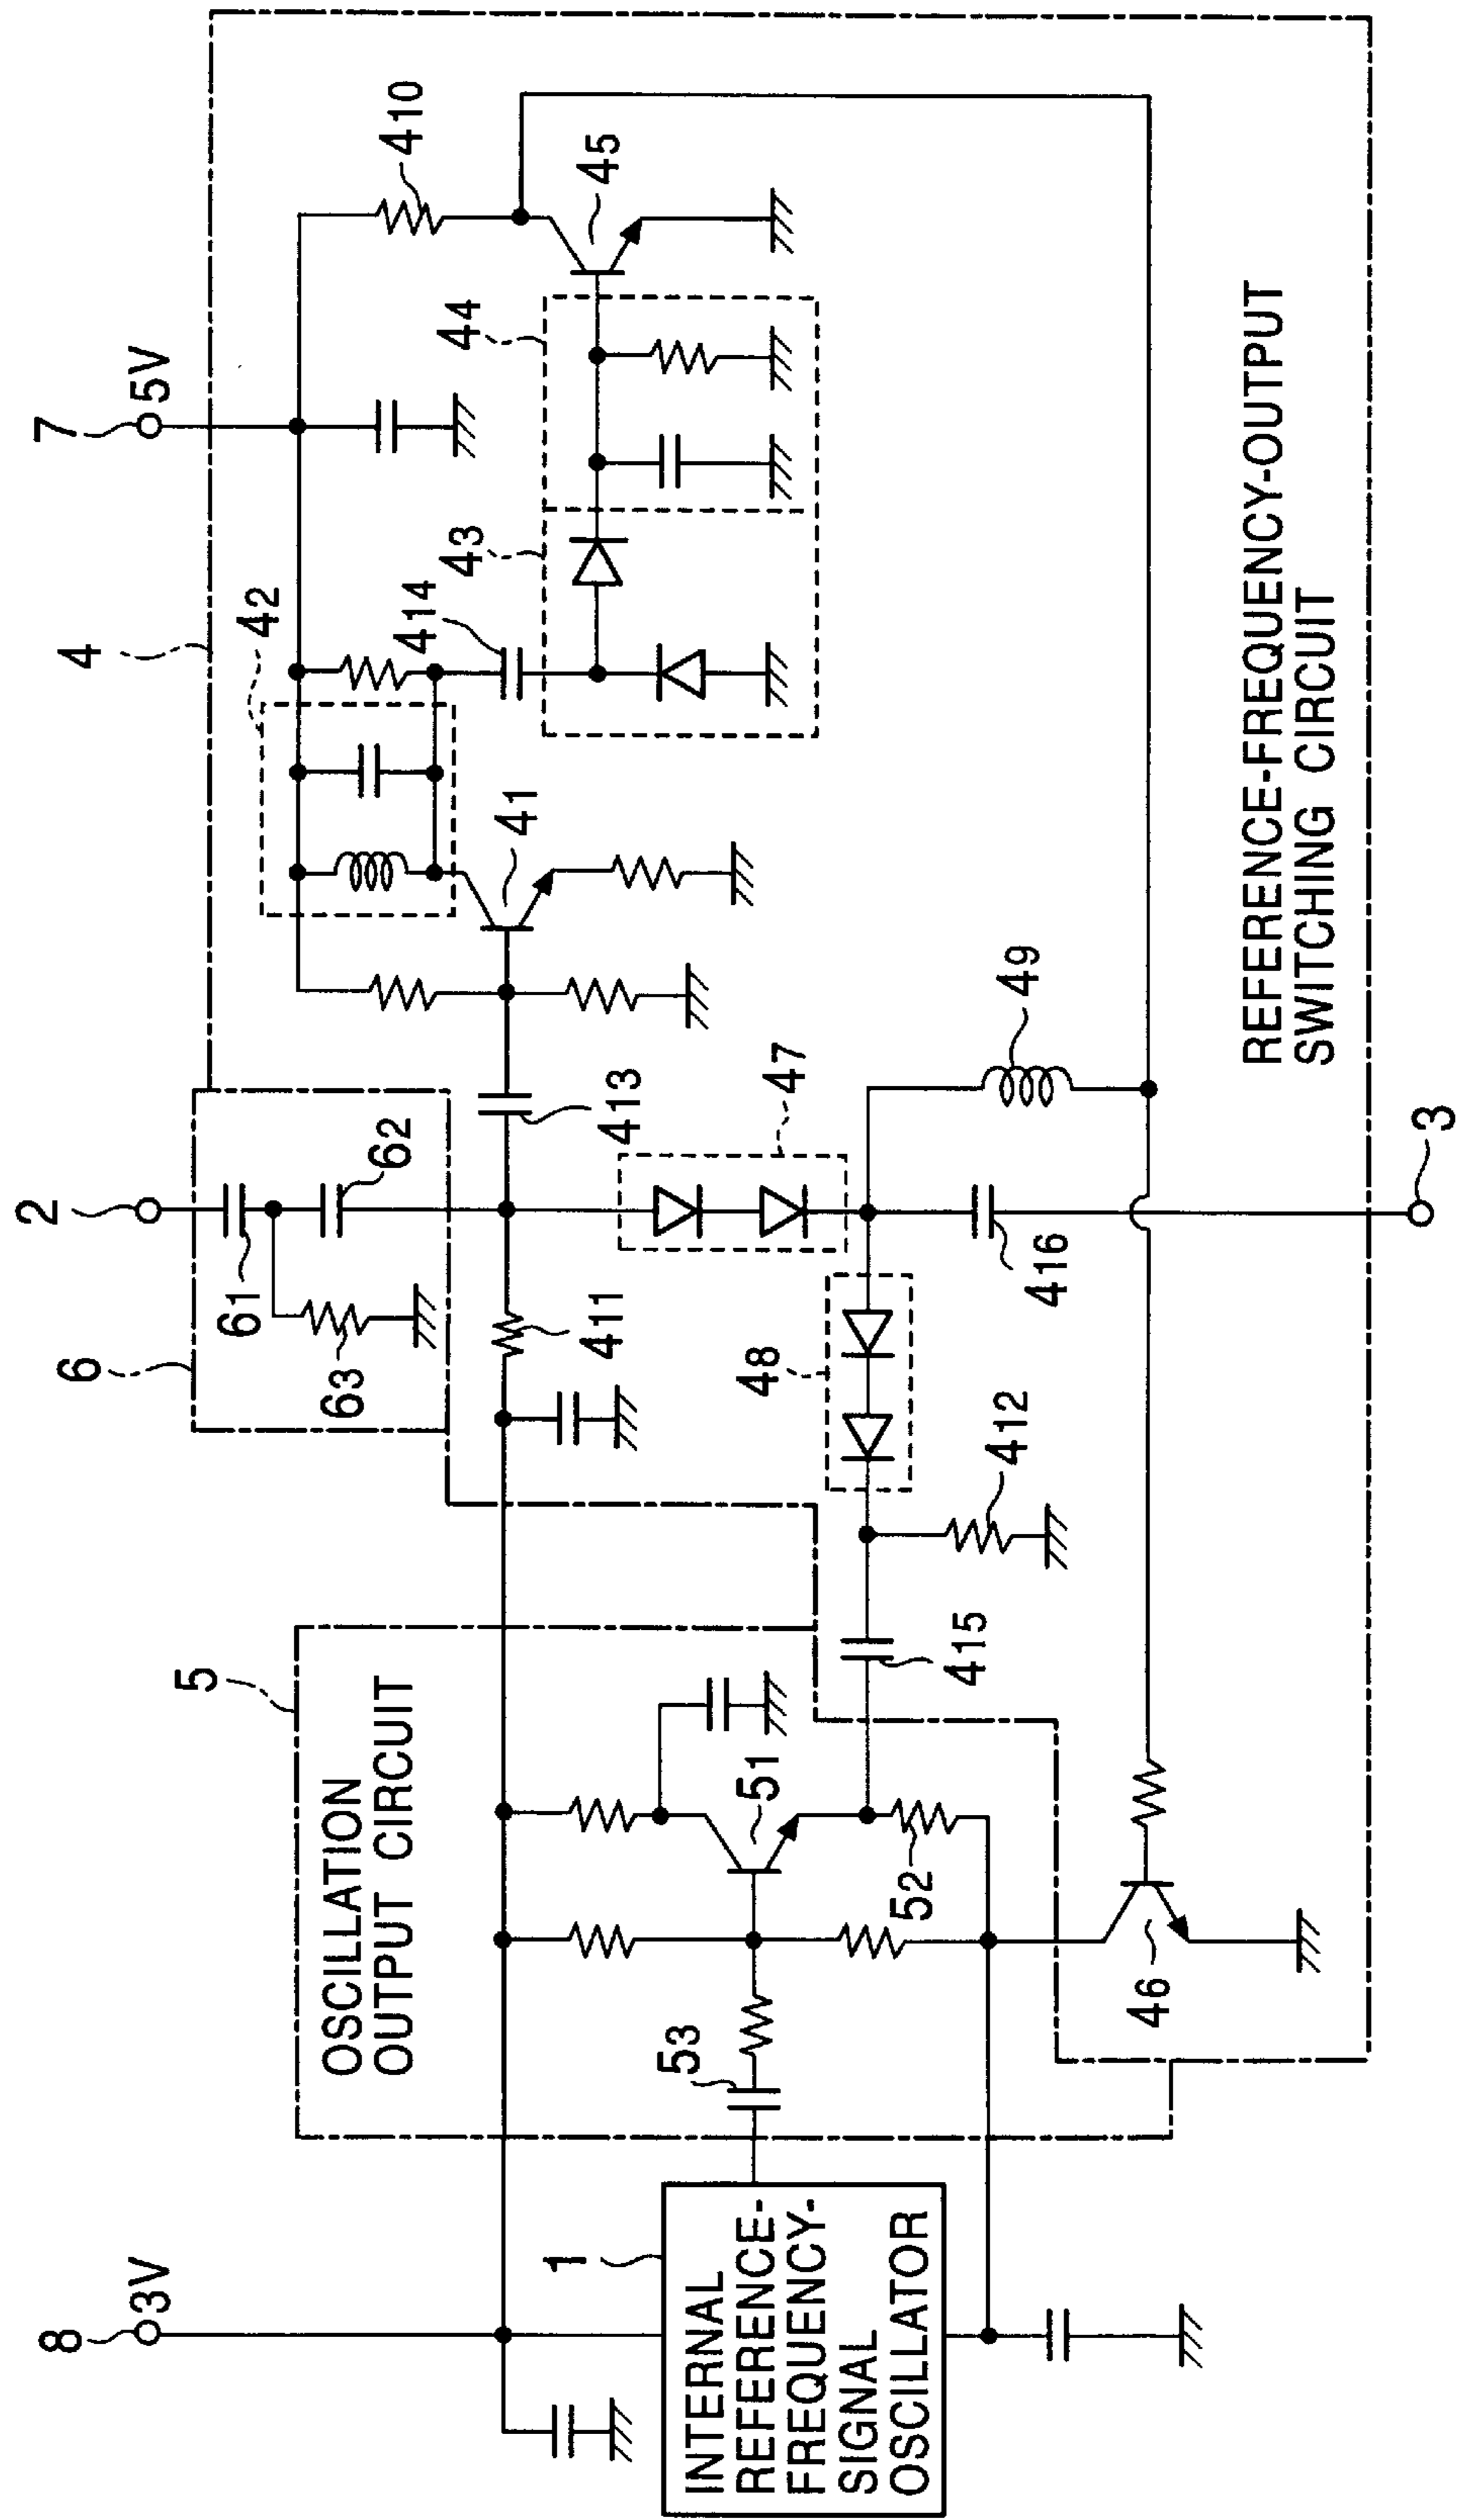 2
7
5V
8
3V
4
6
61
62
63
42
414
43
44
410
45
41
413
411
5
OSCILLATION
OUTPUT CIRCUIT
47
48
49
416
412
415
51
52
53
46
1
INTERNAL
REFERENCE-
FREQUENCY-
SIGNAL
OSCILLATOR
3
REFERENCE-FREQUENCY-OUTPUT
SWITCHING CIRCUIT